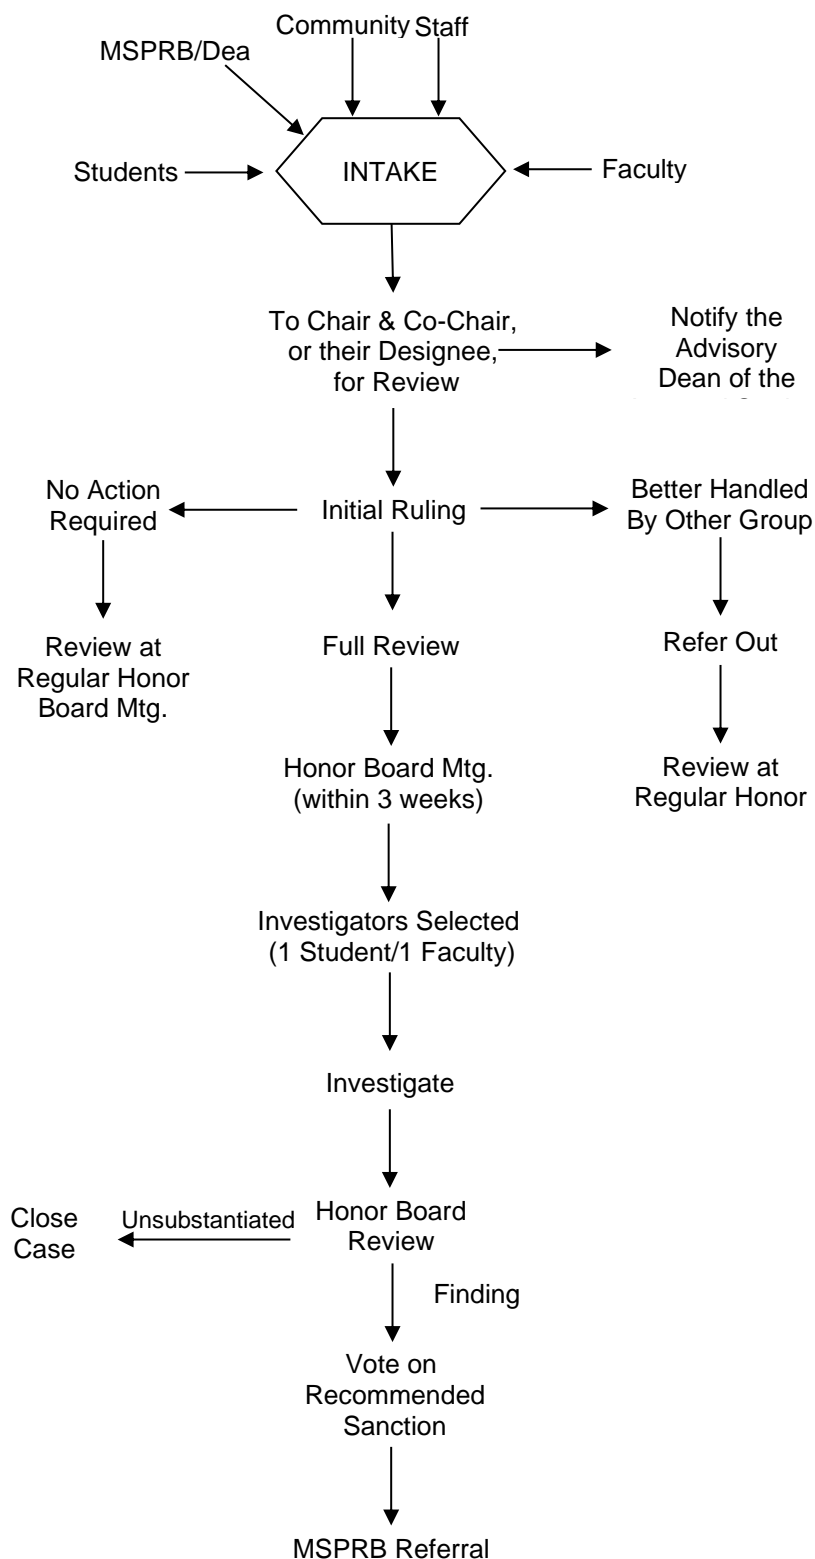 Community Staff
MSPRB/Dea
Students
INTAKE
Faculty
To Chair & Co-Chair,
or their Designee,
for Review
Notify the
Advisory
Dean of the
No Action
Required
Initial Ruling
Better Handled
By Other Group
Review at
Regular Honor
Board Mtg.
Full Review
Refer Out
Honor Board Mtg.
(within 3 weeks)
Review at
Regular Honor
Investigators Selected
(1 Student/1 Faculty)
Investigate
Close
Case
Unsubstantiated
Honor Board
Review
Finding
Vote on
Recommended
Sanction
MSPRB Referral